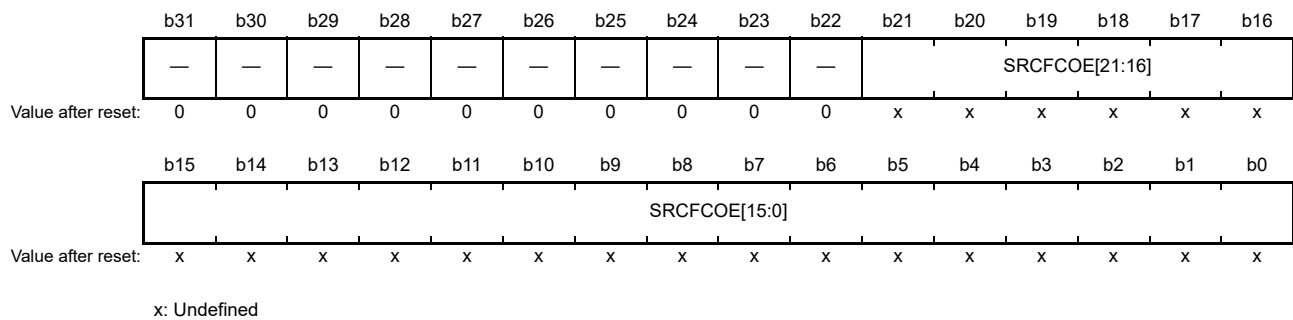 b31 b30 b29 b28 b27 b26 b25 b24 b23 b22 b21 b20 b19 b18 b17 b16
— — — — — — — — — — SRCFCOE[21:16]
Value after reset: 0 0 0 0 0 0 0 0 0 0 x x x x x x
b15 b14 b13 b12 b11 b10 b9 b8 b7 b6 b5 b4 b3 b2 b1 b0
SRCFCOE[15:0]
Value after reset: x x x x x x x x x x x x x x x x
x: Undefined